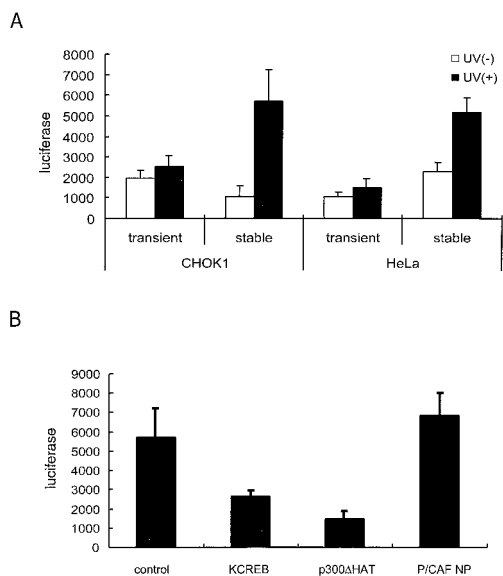 A
UV(-)
UV(+)
8000
7000
6000
5000
4000
3000
2000
1000
0
luciferase
transient stable transient stable
CHOK1 HeLa
B
9000
8000
7000
6000
5000
4000
3000
2000
1000
0
luciferase
control KCREB p300ΔHAT P/CAF NP